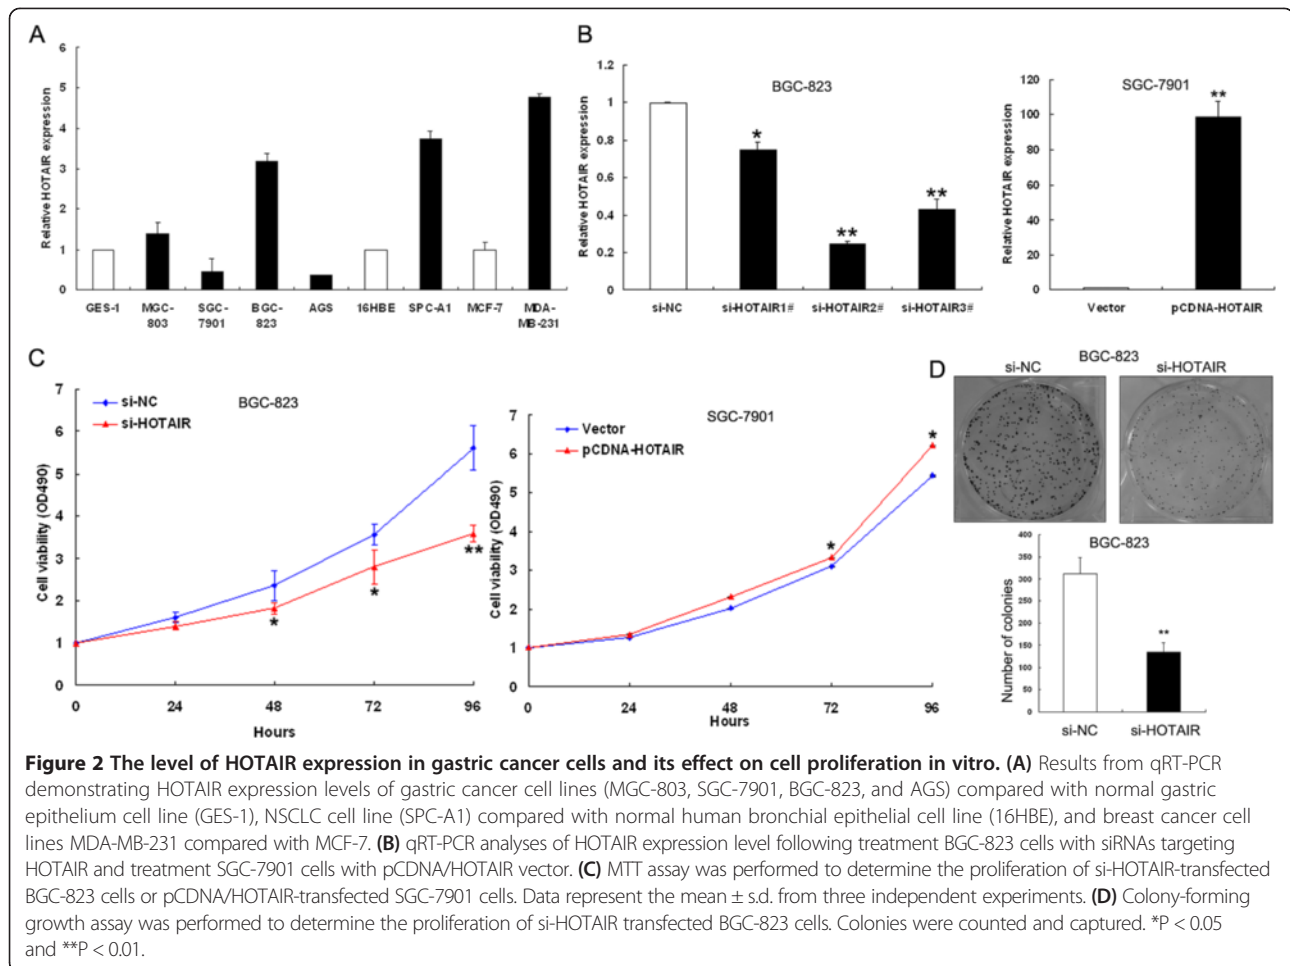 A
6
5
4
3
2
1
0
Relative HOTAIR expression
GES-1
MGC-
803
SGC-
7901
BGC-
823
AGS
16HBE
SPC-A1
MCF-7
MDA-
MB-231
B
BGC-823
1.2
1
0.8
0.6
0.4
0.2
0
Relative HOTAIR expression
*
**
**
si-NC
si-HOTAIR1#
si-HOTAIR2#
si-HOTAIR3#
SGC-7901
120
100
80
60
40
20
0
Relative HOTAIR expression
**
Vector
pCDNA-HOTAIR
C
BGC-823
si-NC
si-HOTAIR
7
6
5
4
3
2
1
0
Cell viability (OD490)
*
*
**
0
24
48
72
96
Hours
SGC-7901
Vector
pCDNA-HOTAIR
7
6
5
4
3
2
1
0
Cell viability (OD490)
*
*
0
24
48
72
96
Hours
D
BGC-823
si-NC
si-HOTAIR
BGC-823
400
350
300
250
200
150
100
50
0
Number of colonies
**
si-NC
si-HOTAIR
Figure 2 The level of HOTAIR expression in gastric cancer cells and its effect on cell proliferation in vitro. (A) Results from qRT-PCR
demonstrating HOTAIR expression levels of gastric cancer cell lines (MGC-803, SGC-7901, BGC-823, and AGS) compared with normal gastric
epithelium cell line (GES-1), NSCLC cell line (SPC-A1) compared with normal human bronchial epithelial cell line (16HBE), and breast cancer cell
lines MDA-MB-231 compared with MCF-7. (B) qRT-PCR analyses of HOTAIR expression level following treatment BGC-823 cells with siRNAs targeting
HOTAIR and treatment SGC-7901 cells with pCDNA/HOTAIR vector. (C) MTT assay was performed to determine the proliferation of si-HOTAIR-transfected
BGC-823 cells or pCDNA/HOTAIR-transfected SGC-7901 cells. Data represent the mean ± s.d. from three independent experiments. (D) Colony-forming
growth assay was performed to determine the proliferation of si-HOTAIR transfected BGC-823 cells. Colonies were counted and captured. *P < 0.05
and **P < 0.01.